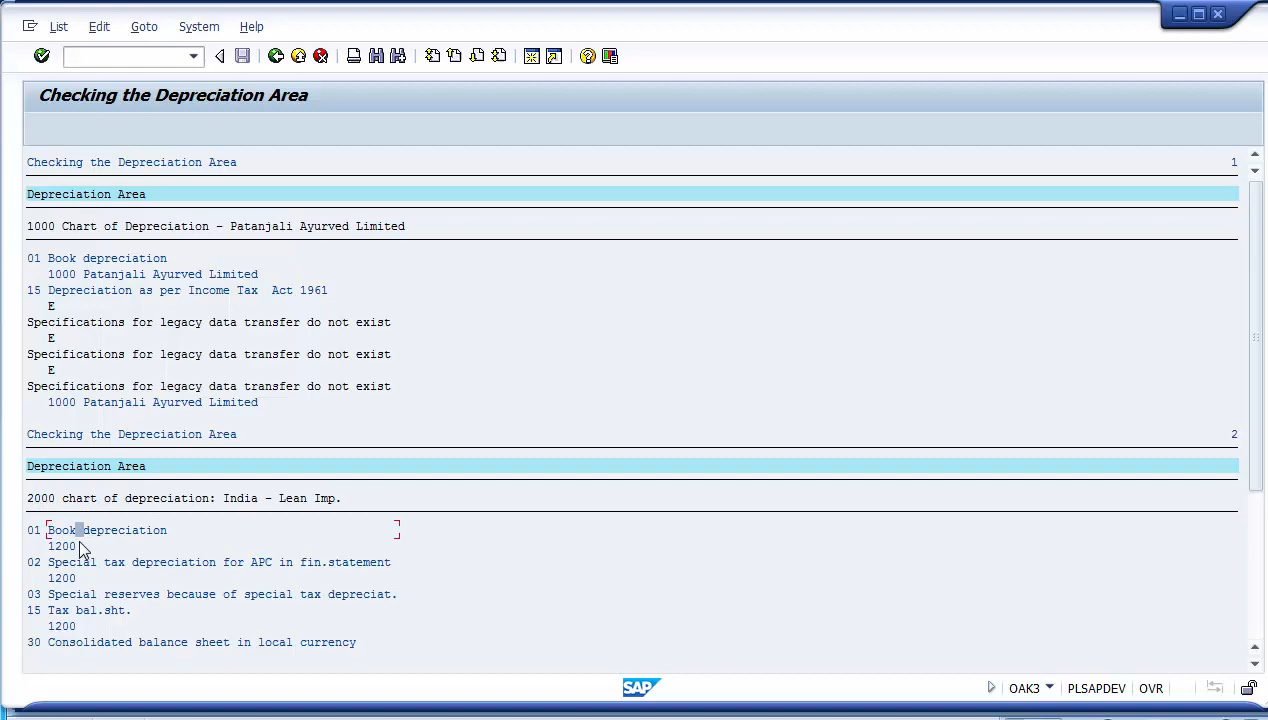 List Edit Goto System Help
Checking the Depreciation Area
Checking the Depreciation Area 1
Depreciation Area
1000 Chart of Depreciation - Patanjali Ayurved Limited
01 Book depreciation
1000 Patanjali Ayurved Limited
15 Depreciation as per Income Tax  Act 1961
E
Specifications for legacy data transfer do not exist
E
Specifications for legacy data transfer do not exist
E
Specifications for legacy data transfer do not exist
1000 Patanjali Ayurved Limited
Checking the Depreciation Area 2
Depreciation Area
2000 chart of depreciation: India - Lean Imp.
01 Book depreciation
1200
02 Special tax depreciation for APC in fin.statement
1200
03 Special reserves because of special tax depreciat.
15 Tax bal.sht.
1200
30 Consolidated balance sheet in local currency
SAP OAK3 PLSAPDEV OVR